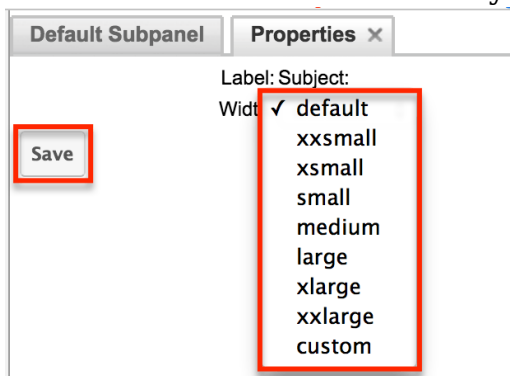 Default Subpanel Properties ×
Label: Subject:
Widt ✓ default
xxsmall
Save
xsmall
small
medium
large
xlarge
xxlarge
custom